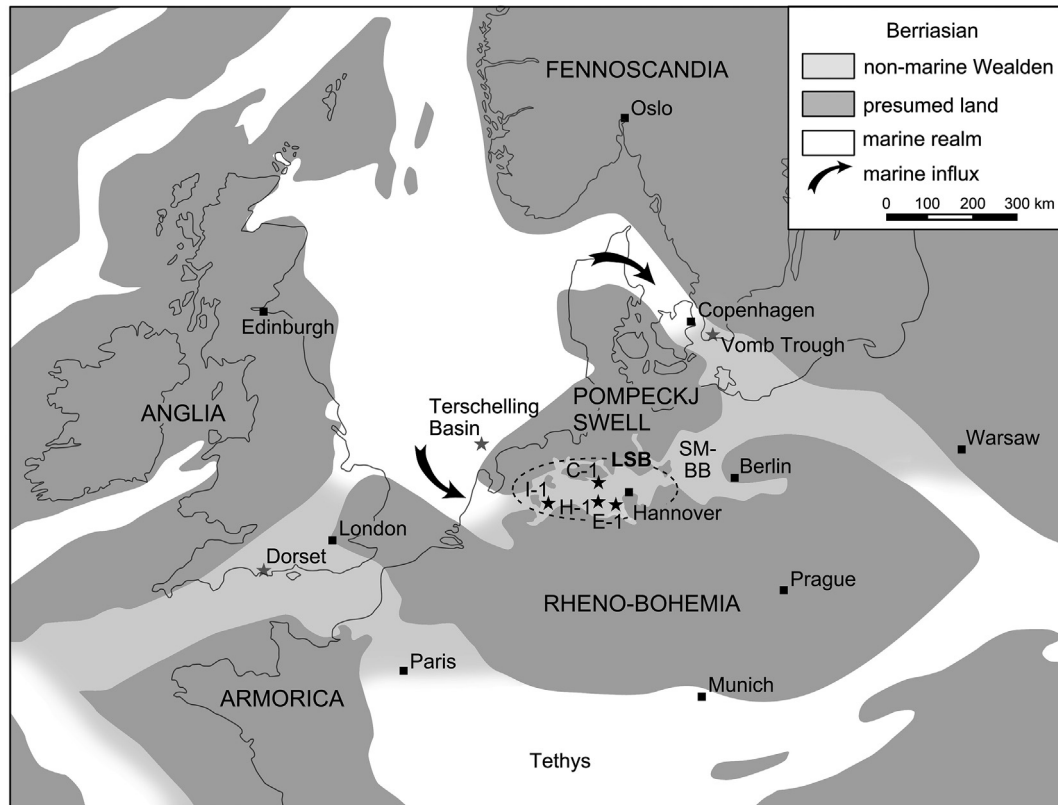 Berriasian
non-marine Wealden
presumed land
marine realm
marine influx
0 100 200 300 km
FENNOSCANDIA
Oslo
Edinburgh
Copenhagen
Vomb Trough
ANGLIA
Terschelling
Basin
POMPECKJ
SWELL
Warsaw
LSB
SM-
BB
Berlin
C-1
I-1
H-1
E-1
Hannover
London
Dorset
Prague
RHENO-BOHEMIA
Paris
ARMORICA
Munich
Tethys